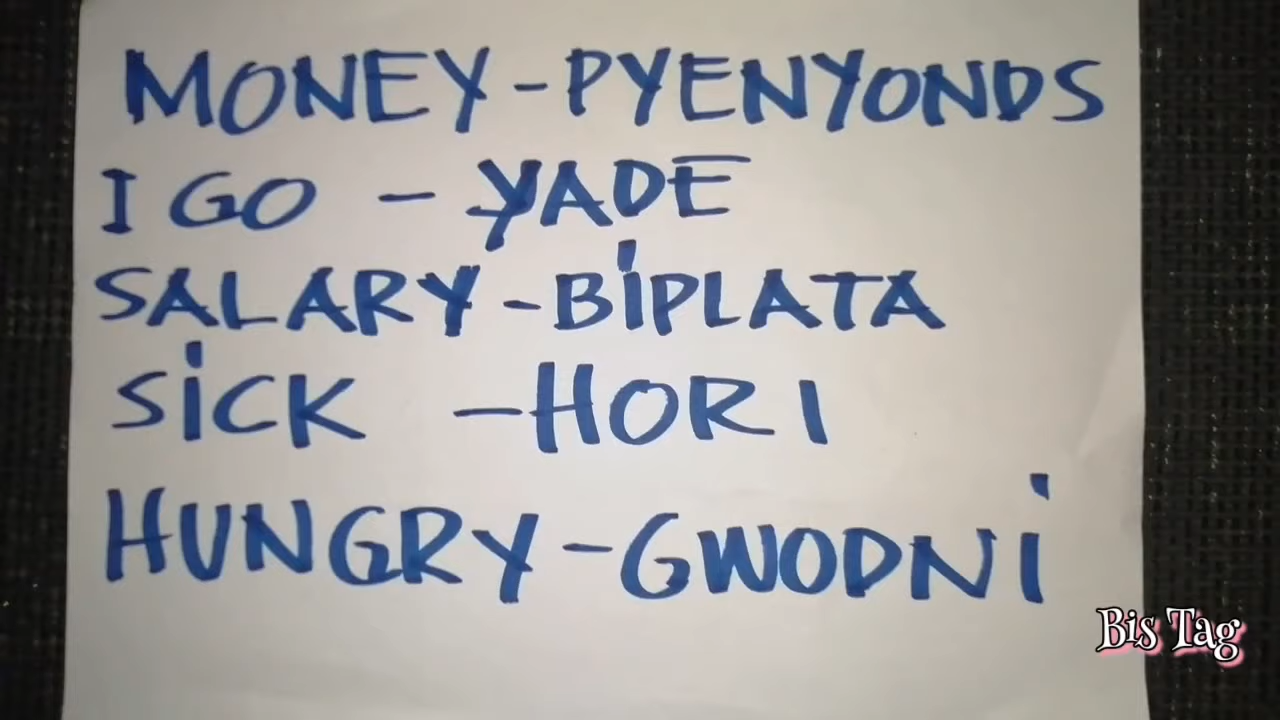 MONEY - PYENYONDS
I GO - YADE
SALARY - BIPLATA
SICK - HORI
HUNGRY - GWODNI
Bis Tag